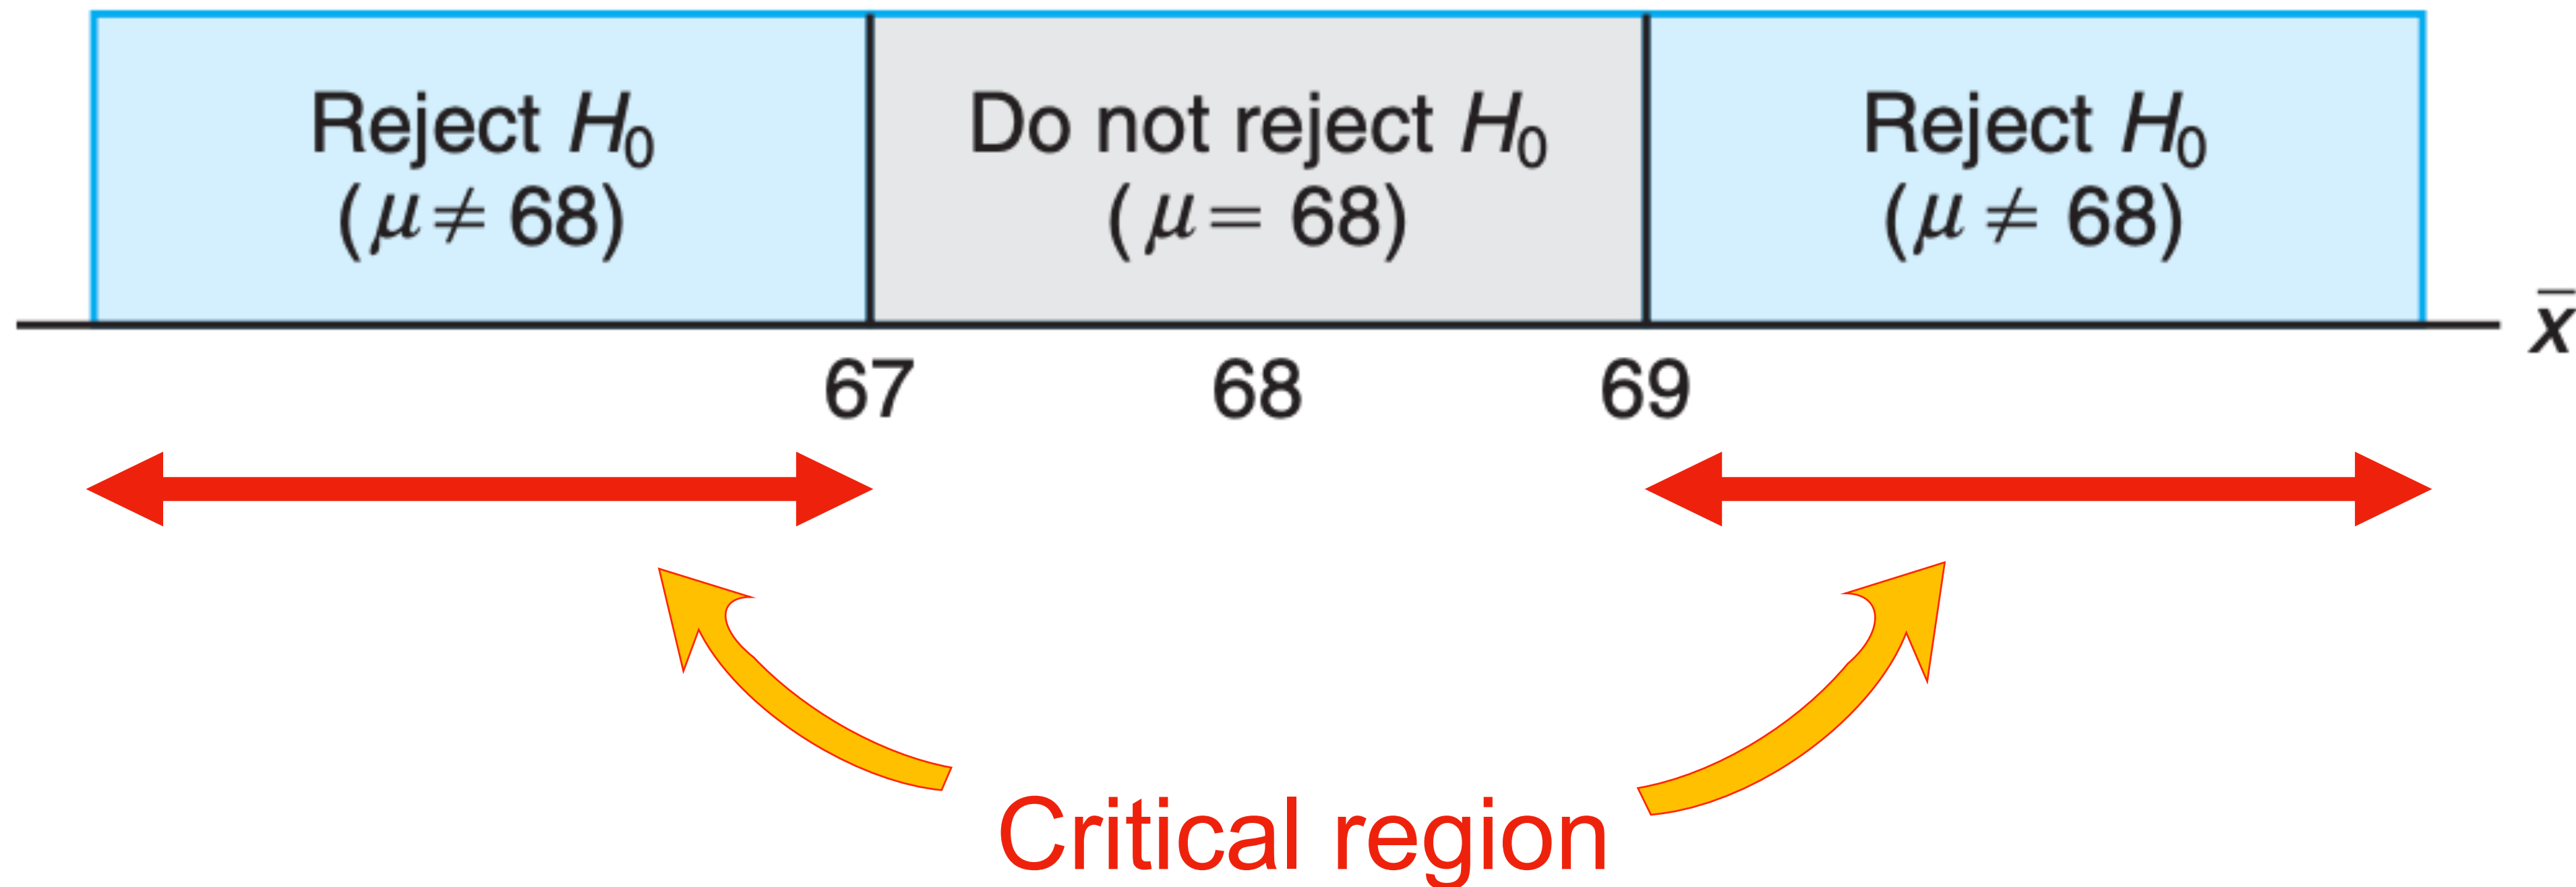 Reject H₀
(μ ≠ 68)
Do not reject H₀
(μ = 68)
Reject H₀
(μ ≠ 68)
67 68 69
x̄
Critical region